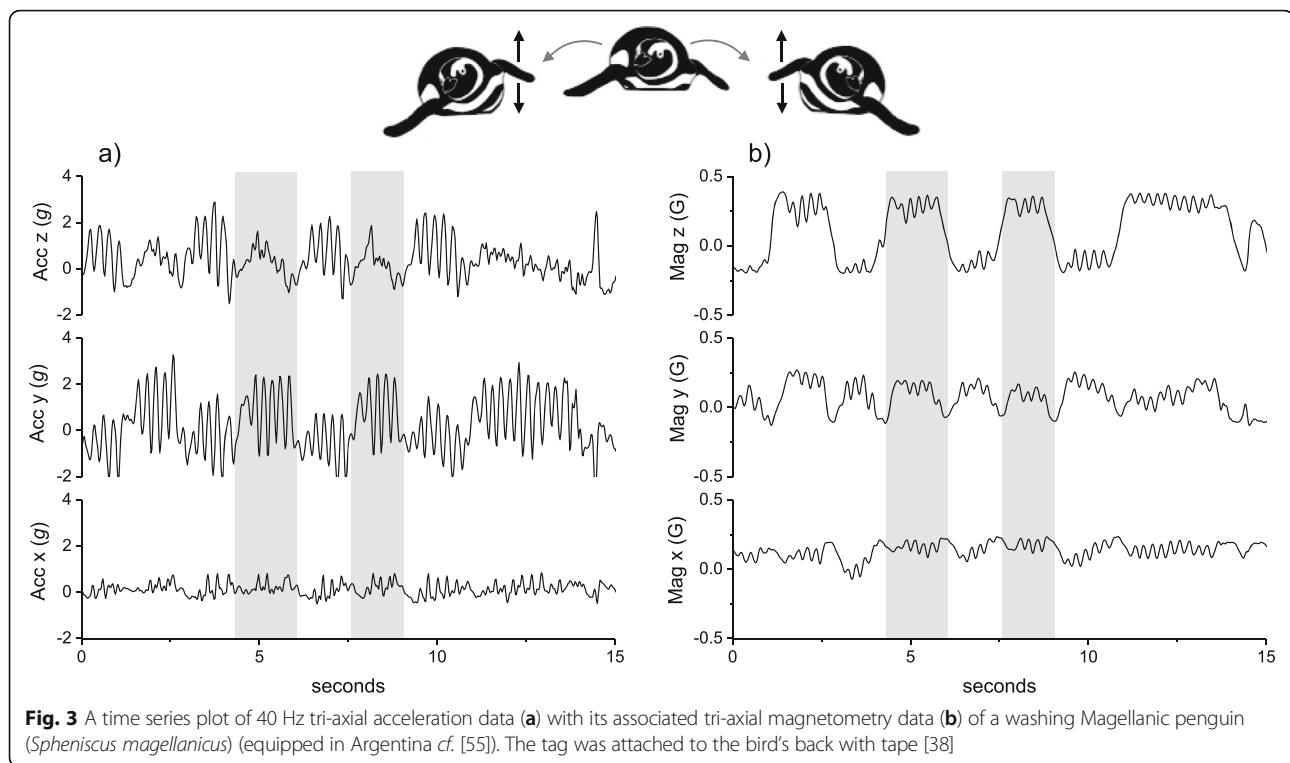 a)
b)
4
2
0
-2
Acc z (g)
4
2
0
-2
Acc y (g)
4
2
0
-2
Acc x (g)
0
5
10
15
seconds
0.5
0.0
-0.5
Mag z (G)
0.5
0.0
-0.5
Mag y (G)
0.5
0.0
-0.5
Mag x (G)
0
5
10
15
seconds
Fig. 3 A time series plot of 40 Hz tri-axial acceleration data (a) with its associated tri-axial magnetometry data (b) of a washing Magellanic penguin
(Spheniscus magellanicus) (equipped in Argentina cf. [55]). The tag was attached to the bird's back with tape [38]